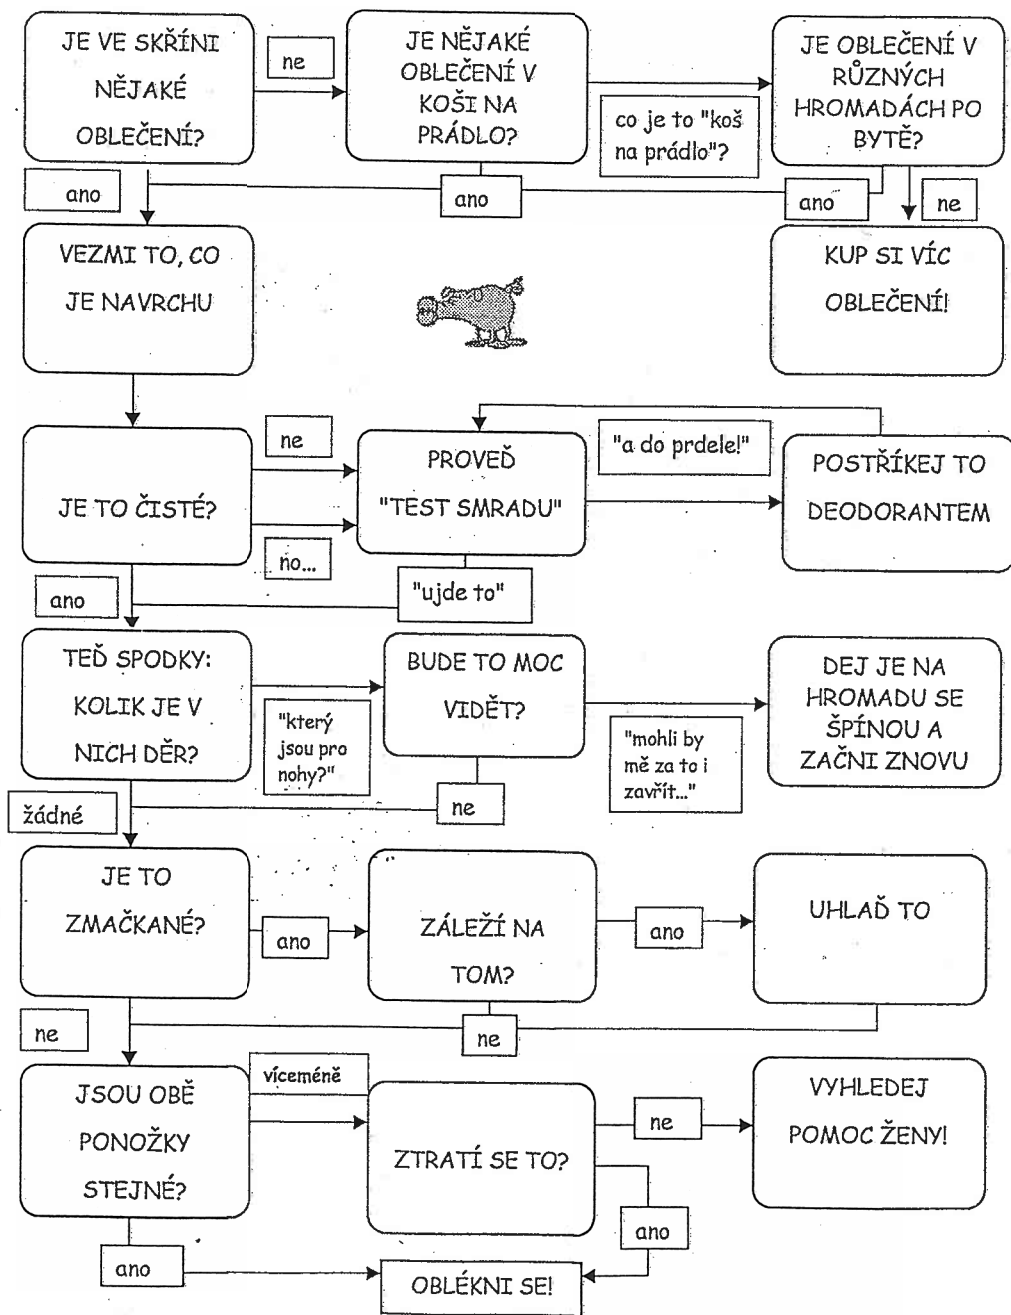 JE VE SKŘÍNI
NĚJAKÉ
OBLEČENÍ?
ne
JE NĚJAKÉ
OBLEČENÍ V
KOŠI NA
PRÁDLO?
co je to "koš
na prádlo"?
JE OBLEČENÍ V
RŮZNÝCH
HROMADÁCH PO
BYTĚ?
ano
ano
ano
ne
VEZMI TO, CO
JE NAVRCHU
KUP SI VÍC
OBLEČENÍ!
JE TO ČISTÉ?
ne
no...
PROVEĎ
"TEST SMRADU"
"a do prdele!"
POSTŘÍKEJ TO
DEODORANTEM
ano
"ujde to"
TEĎ SPODKY:
KOLIK JE V
NICH DĚR?
"který
jsou pro
nohy?"
BUDE TO MOC
VIDĚT?
"mohli by
mě za to i
zavřít..."
DEJ JE NA
HROMADU SE
ŠPÍNOU A
ZAČNI ZNOVU
žádné
ne
JE TO
ZMAČKANÉ?
ano
ZÁLEŽÍ NA
TOM?
ano
UHLAĎ TO
ne
ne
JSOU OBĚ
PONOŽKY
STEJNÉ?
víceméně
ZTRATÍ SE TO?
ne
VYHLEDEJ
POMOC ŽENY!
ano
ano
OBLÉKNI SE!